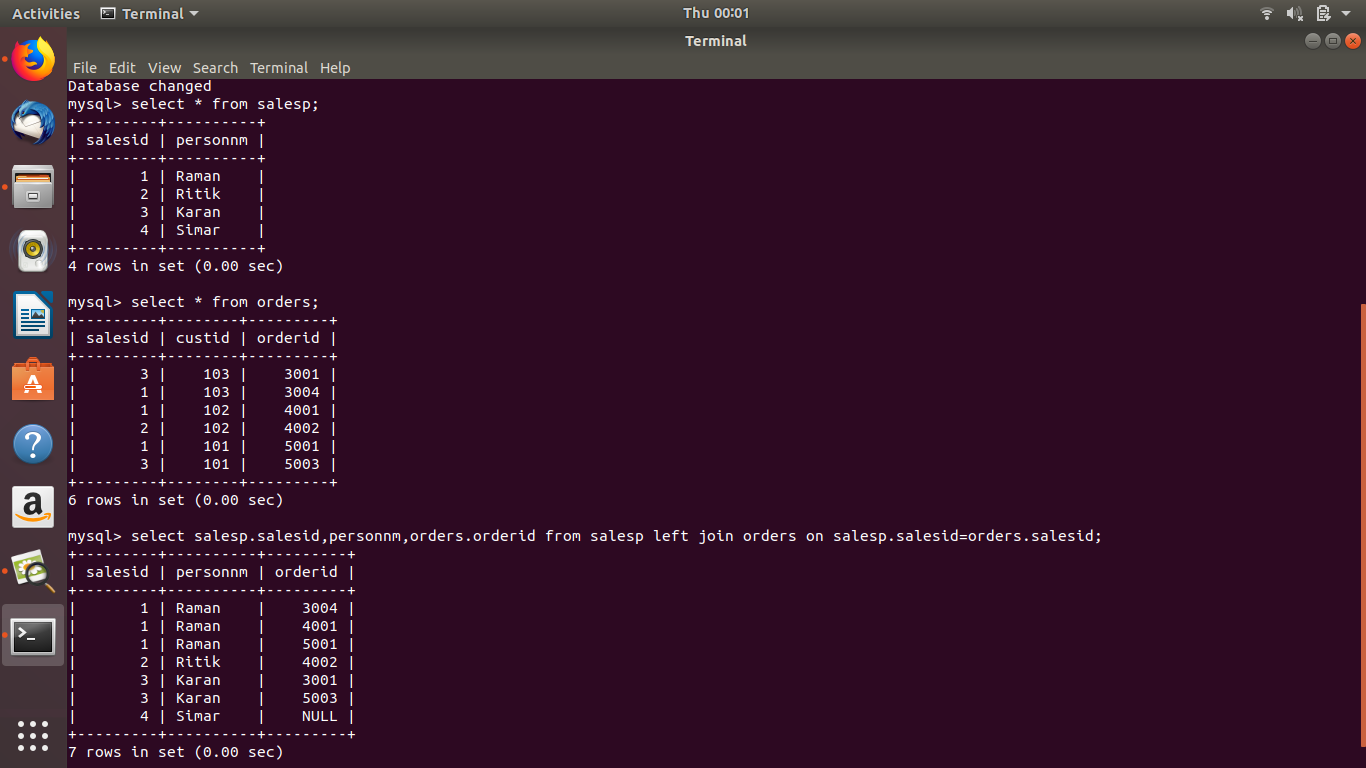 Activities Terminal Thu 00:01
Terminal
File Edit View Search Terminal Help
Database changed
mysql> select * from salesp;
+---------+----------+
| salesid | personnm |
+---------+----------+
|       1 | Raman    |
|       2 | Ritik    |
|       3 | Karan    |
|       4 | Simar    |
+---------+----------+
4 rows in set (0.00 sec)

mysql> select * from orders;
+---------+--------+---------+
| salesid | custid | orderid |
+---------+--------+---------+
|       3 |    103 |    3001 |
|       1 |    103 |    3004 |
|       1 |    102 |    4001 |
|       2 |    102 |    4002 |
|       1 |    101 |    5001 |
|       3 |    101 |    5003 |
+---------+--------+---------+
6 rows in set (0.00 sec)

mysql> select salesp.salesid,personnm,orders.orderid from salesp left join orders on salesp.salesid=orders.salesid;
+---------+----------+---------+
| salesid | personnm | orderid |
+---------+----------+---------+
|       1 | Raman    |    3004 |
|       1 | Raman    |    4001 |
|       1 | Raman    |    5001 |
|       2 | Ritik    |    4002 |
|       3 | Karan    |    3001 |
|       3 | Karan    |    5003 |
|       4 | Simar    |    NULL |
+---------+----------+---------+
7 rows in set (0.00 sec)